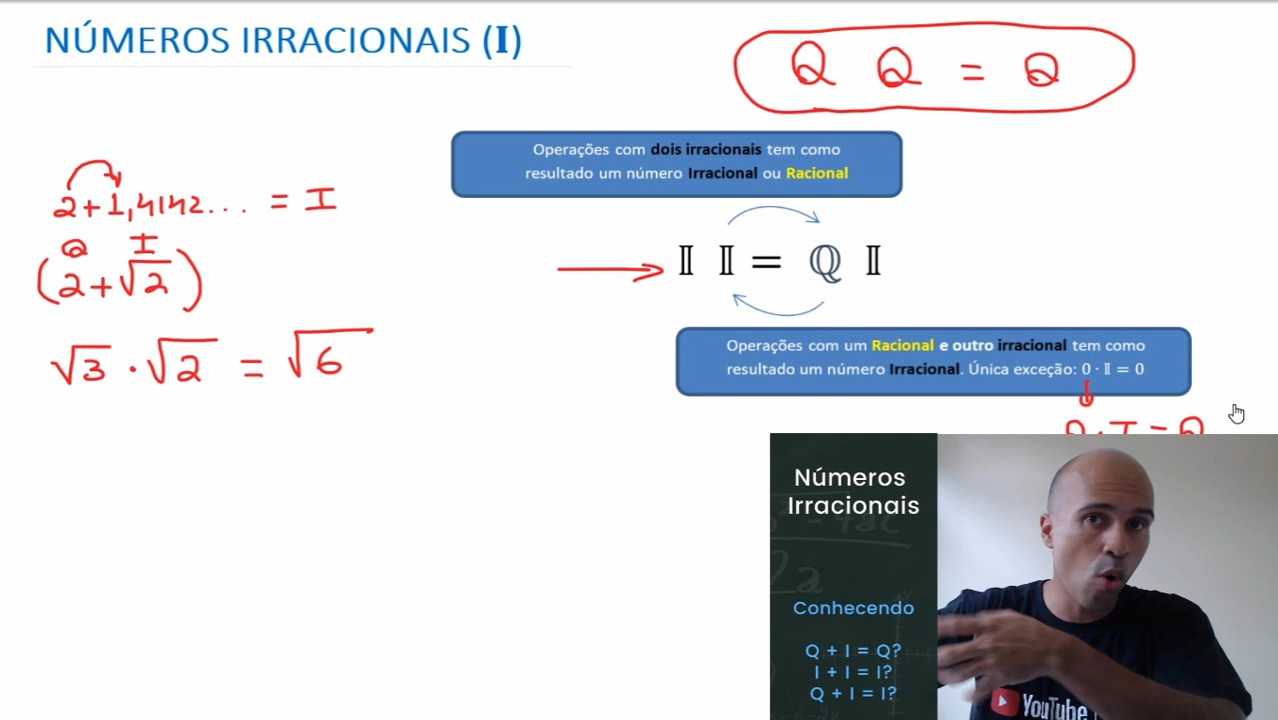 NÚMEROS IRRACIONAIS (I)
Q Q = Q
Operações com dois irracionais tem como
resultado um número Irracional ou Racional
2+1,4142... = I
Q I
(2+√2)
𝕀 𝕀 = ℚ 𝕀
√3 · √2 = √6
Operações com um Racional e outro irracional tem como
resultado um número Irracional. Única exceção: 0 · 𝕀 = 0
Números
Irracionais
Conhecendo
Q + I = Q?
I + I = I?
Q + I = I?
YouTube